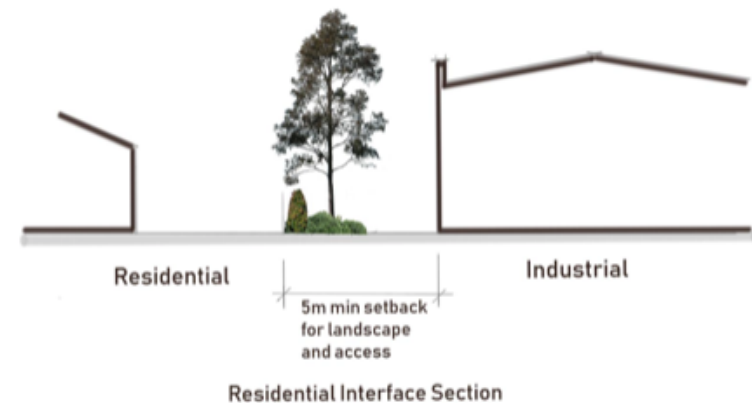 Residential
Industrial
5m min setback
for landscape
and access
Residential Interface Section